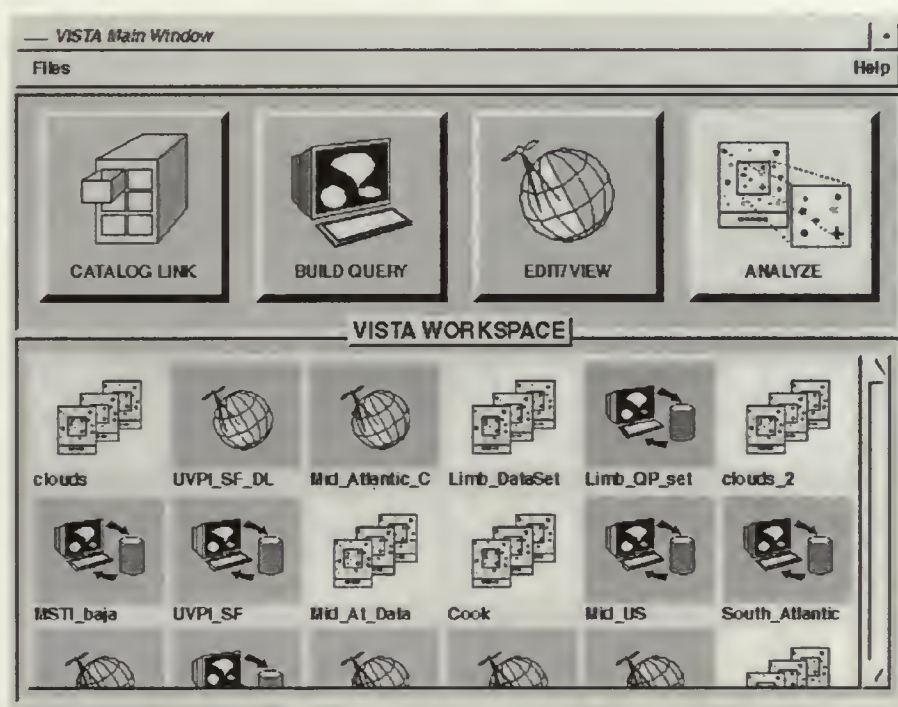 VISTA Main Window
Files Help
CATALOG LINK BUILD QUERY EDIT/VIEW ANALYZE
VISTA WORKSPACE
clouds UVPI_SF_DL Mid_Atlantic_C Limb_DataSet Limb_QP_set clouds_2
MSTI_baja UVPI_SF Mid_At_Data Cook Mid_US South_Atlantic